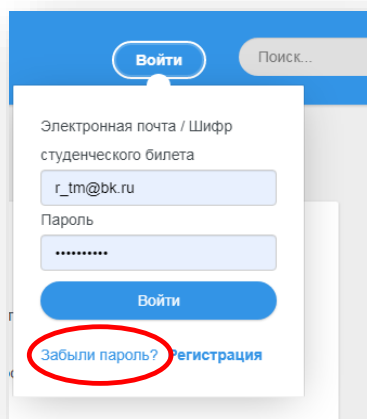 Войти
Поиск...
Электронная почта / Шифр
студенческого билета
r_tm@bk.ru
Пароль
••••••••••
Войти
Забыли пароль? Регистрация